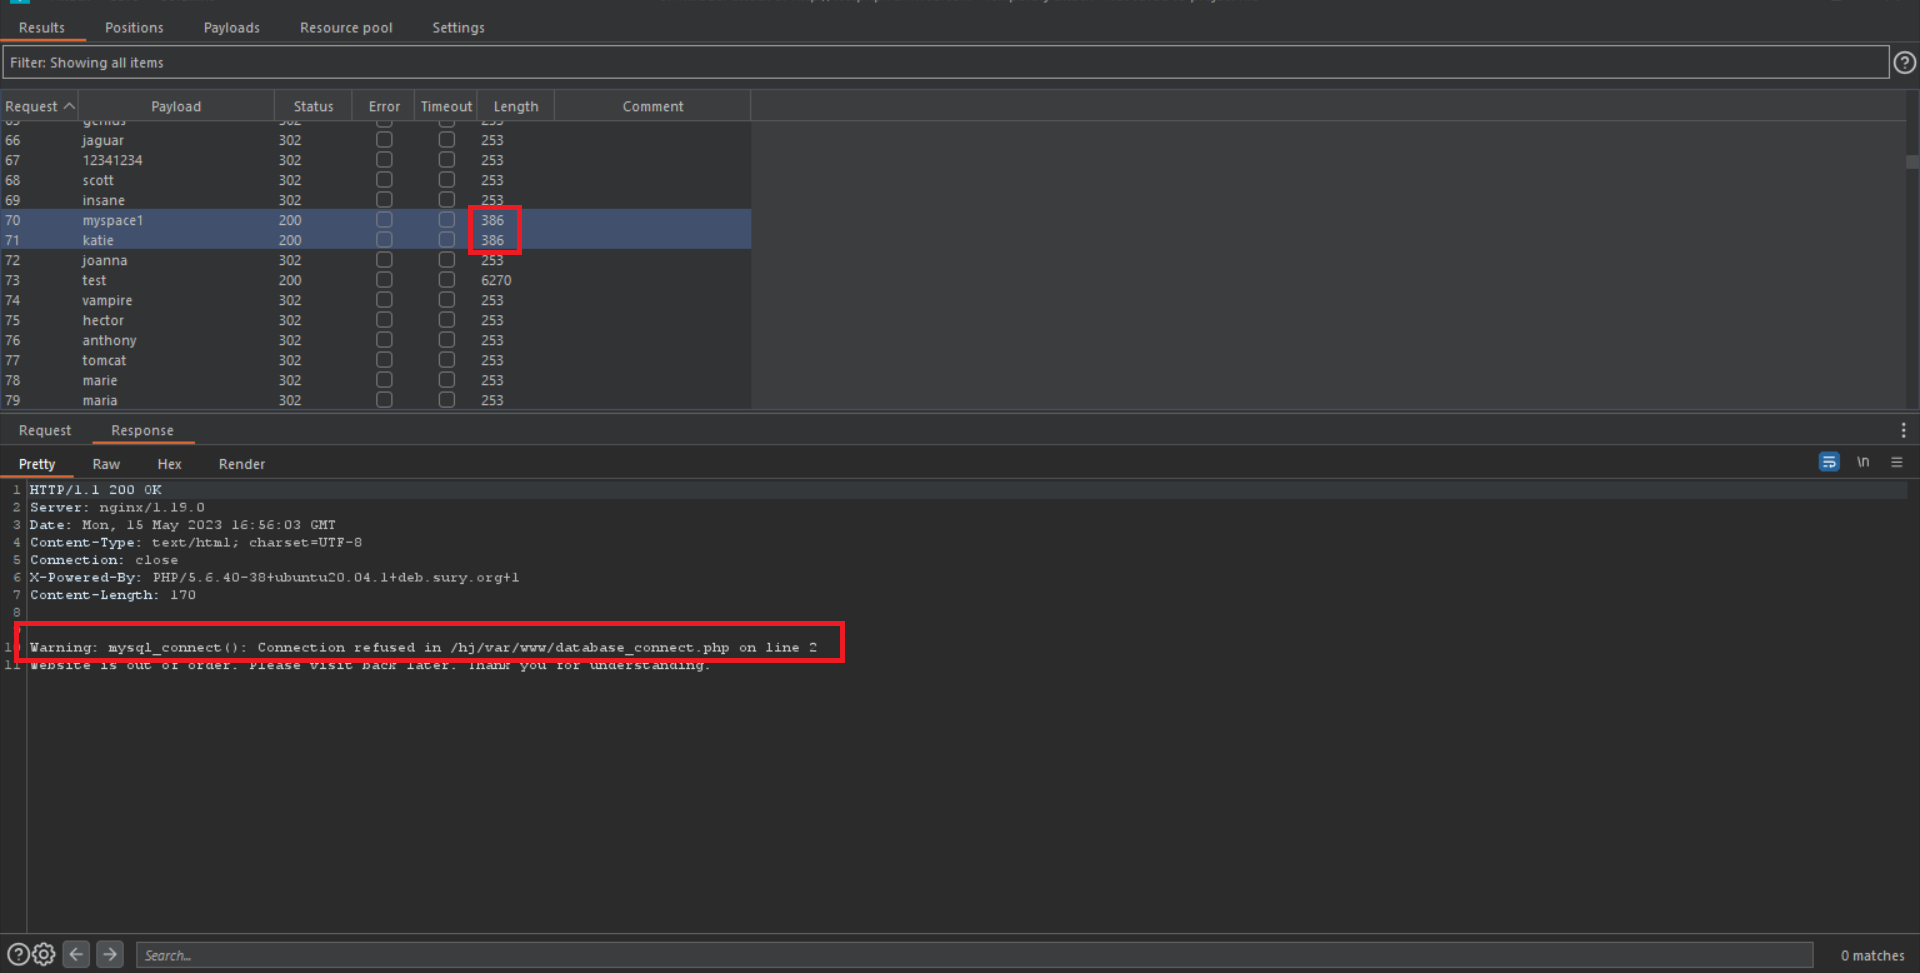 Results Positions Payloads Resource pool Settings
Filter: Showing all items
Request Payload Status Error Timeout Length Comment
65 genius 302 253
66 jaguar 302 253
67 12341234 302 253
68 scott 302 253
69 insane 302 253
70 myspace1 200 386
71 katie 200 386
72 joanna 302 253
73 test 200 6270
74 vampire 302 253
75 hector 302 253
76 anthony 302 253
77 tomcat 302 253
78 marie 302 253
79 maria 302 253
Request Response
Pretty Raw Hex Render \n
1 HTTP/1.1 200 OK
2 Server: nginx/1.19.0
3 Date: Mon, 15 May 2023 16:56:03 GMT
4 Content-Type: text/html; charset=UTF-8
5 Connection: close
6 X-Powered-By: PHP/5.6.40-38+ubuntu20.04.1+deb.sury.org+1
7 Content-Length: 170
8
9
10 Warning: mysql_connect(): Connection refused in /hj/var/www/database_connect.php on line 2
11 Website is out of order. Please visit back later. Thank you for understanding.
Search... 0 matches